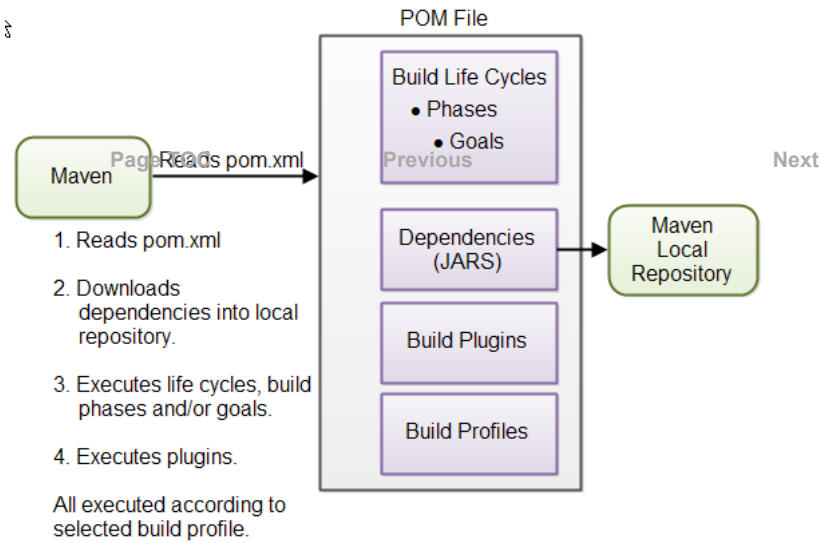 POM File
Build Life Cycles
• Phases
• Goals
Page TOC
Reads pom.xml
Previous
Next
Maven
1. Reads pom.xml
2. Downloads
dependencies into local
repository.
3. Executes life cycles, build
phases and/or goals.
4. Executes plugins.
All executed according to
selected build profile.
Dependencies
(JARS)
Maven
Local
Repository
Build Plugins
Build Profiles